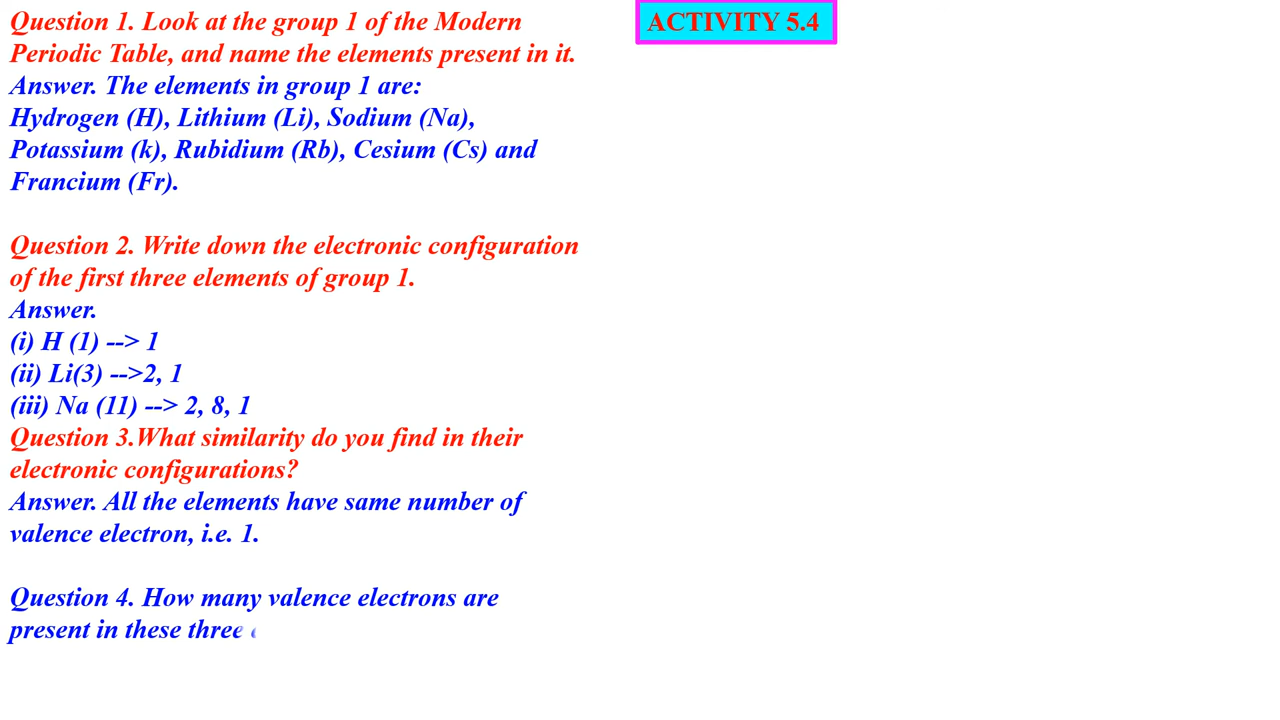 Question 1. Look at the group 1 of the Modern
Periodic Table, and name the elements present in it.
Answer. The elements in group 1 are:
Hydrogen (H), Lithium (Li), Sodium (Na),
Potassium (k), Rubidium (Rb), Cesium (Cs) and
Francium (Fr).
Question 2. Write down the electronic configuration
of the first three elements of group 1.
Answer.
(i) H (1) --> 1
(ii) Li(3) -->2, 1
(iii) Na (11) --> 2, 8, 1
Question 3.What similarity do you find in their
electronic configurations?
Answer. All the elements have same number of
valence electron, i.e. 1.
Question 4. How many valence electrons are
present in these three
ACTIVITY 5.4